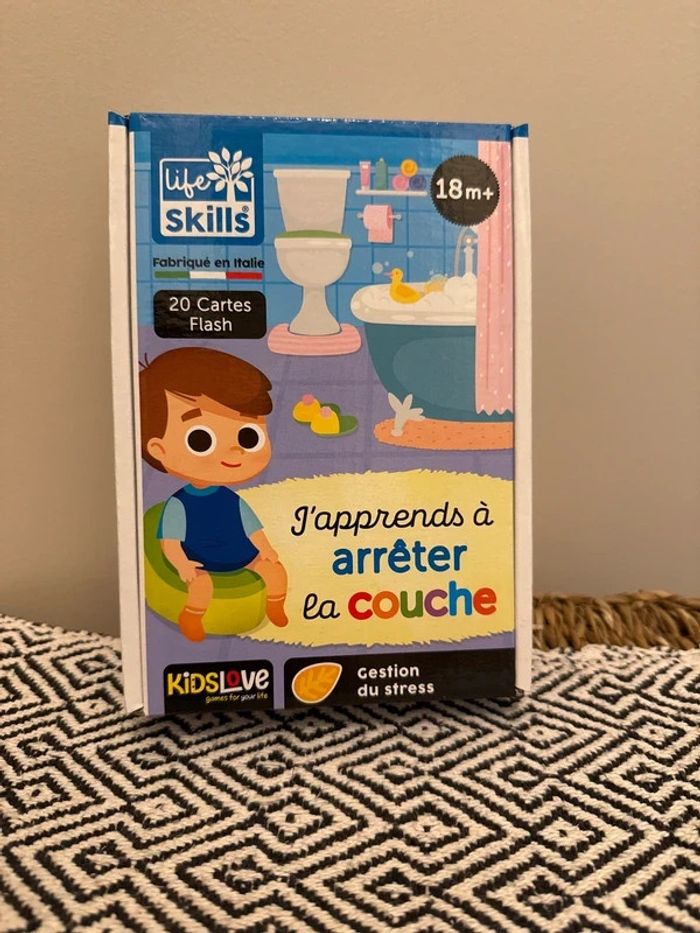 life
skills®
Fabriqué en Italie
20 Cartes
Flash
18m+
J'apprends à
arrêter
la couche
KiDSLOVE
games for your life
Gestion
du stress